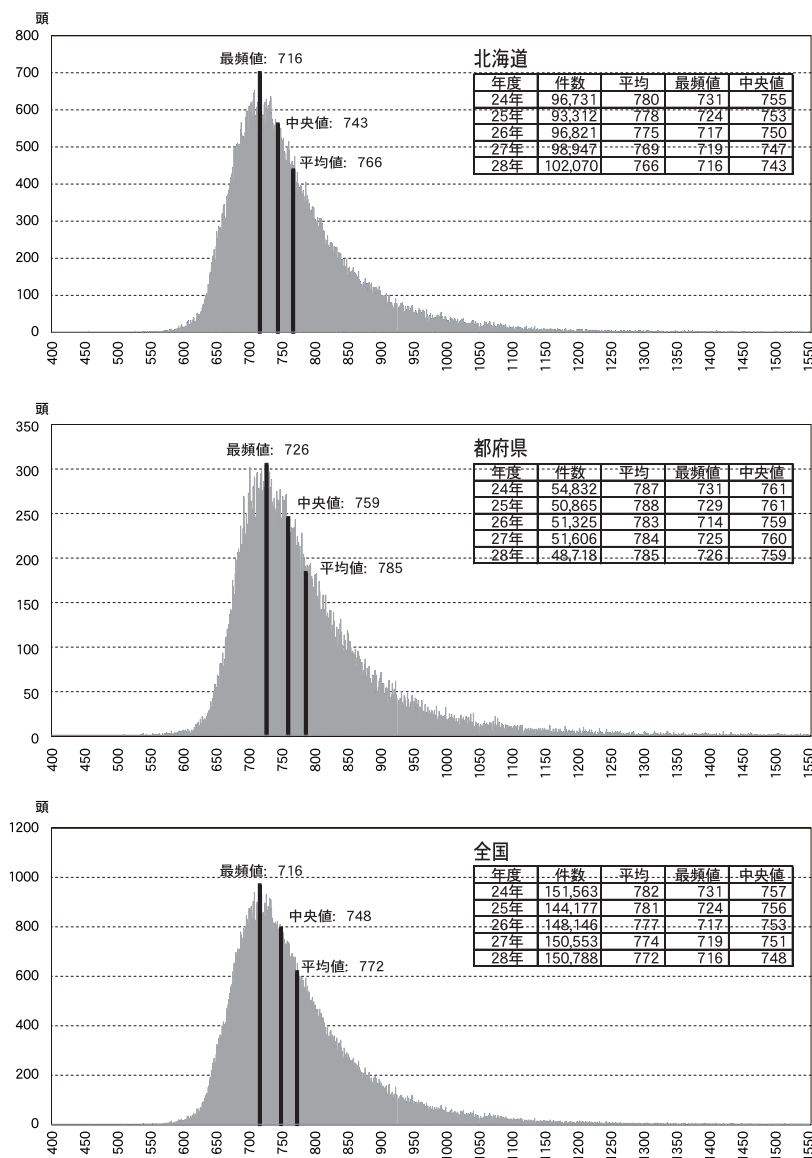 頭
800
700
600
500
400
300
200
100
0
最頻値: 716
中央値: 743
平均値: 766
北海道
年度 件数 平均 最頻値 中央値
24年 96,731 780 731 755
25年 93,312 778 724 753
26年 96,821 775 717 750
27年 98,947 769 719 747
28年 102,070 766 716 743
400 450 500 550 600 650 700 750 800 850 900 950 1000 1050 1100 1150 1200 1250 1300 1350 1400 1450 1500 1550
頭
350
300
250
200
150
100
50
0
最頻値: 726
中央値: 759
平均値: 785
都府県
年度 件数 平均 最頻値 中央値
24年 54,832 787 731 761
25年 50,865 788 729 761
26年 51,325 783 714 759
27年 51,606 784 725 760
28年 48,718 785 726 759
400 450 500 550 600 650 700 750 800 850 900 950 1000 1050 1100 1150 1200 1250 1300 1350 1400 1450 1500 1550
頭
1200
1000
800
600
400
200
0
最頻値: 716
中央値: 748
平均値: 772
全国
年度 件数 平均 最頻値 中央値
24年 151,563 782 731 757
25年 144,177 781 724 756
26年 148,146 777 717 753
27年 150,553 774 719 751
28年 150,788 772 716 748
400 450 500 550 600 650 700 750 800 850 900 950 1000 1050 1100 1150 1200 1250 1300 1350 1400 1450 1500 1550